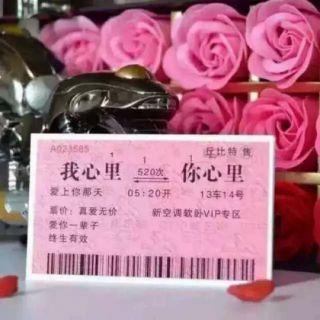 A023585 丘比特 售
我心里 520次 你心里
爱上你那天 05:20开 13车14号
票价：真爱无价 新空调软卧VIP专区
爱你一辈子
终生有效